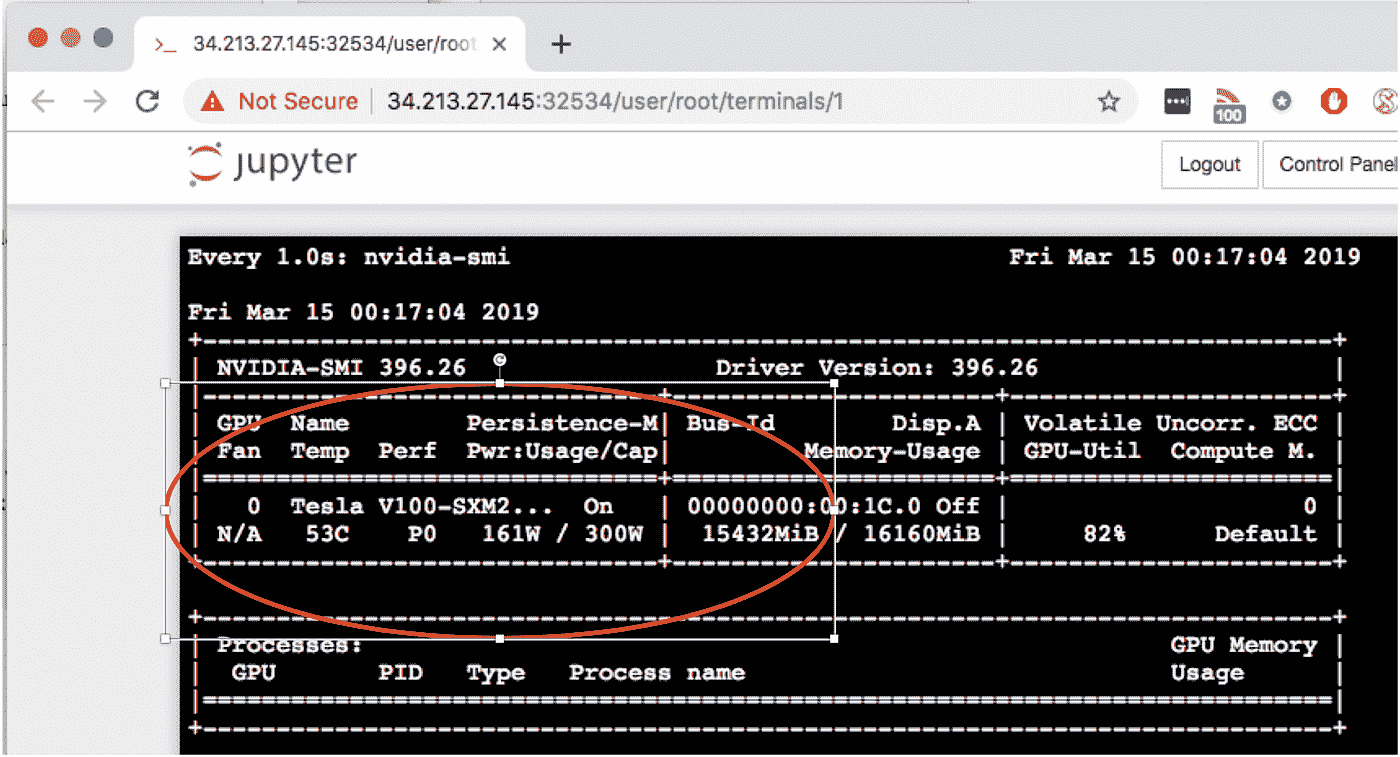 >_ 34.213.27.145:32534/user/root
Not Secure 34.213.27.145:32534/user/root/terminals/1
100
jupyter
Logout Control Panel
Every 1.0s: nvidia-smi Fri Mar 15 00:17:04 2019
Fri Mar 15 00:17:04 2019
NVIDIA-SMI 396.26 Driver Version: 396.26
GPU Name Persistence-M| Bus-Id Disp.A | Volatile Uncorr. ECC
Fan Temp Perf Pwr:Usage/Cap| Memory-Usage | GPU-Util Compute M.
0 Tesla V100-SXM2... On | 00000000:00:1C.0 Off | 0
N/A 53C P0 161W / 300W | 15432MiB / 16160MiB | 82% Default
Processes: GPU Memory
GPU PID Type Process name Usage